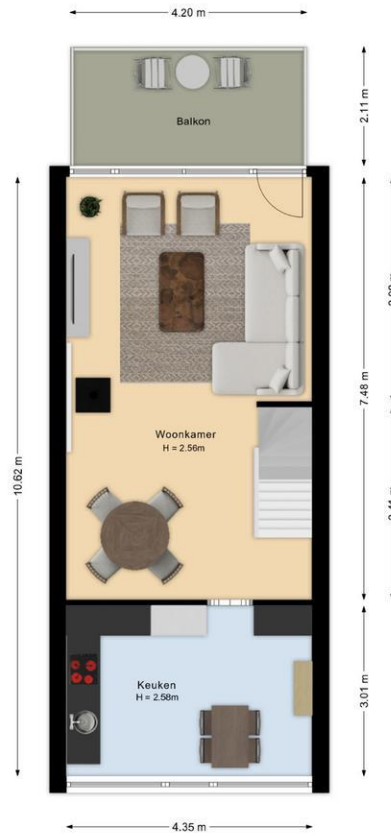 4.20 m
2.11 m
Balkon
10.62 m
7.48 m
Woonkamer
H = 2.56m
3.01 m
Keuken
H = 2.58m
4.35 m